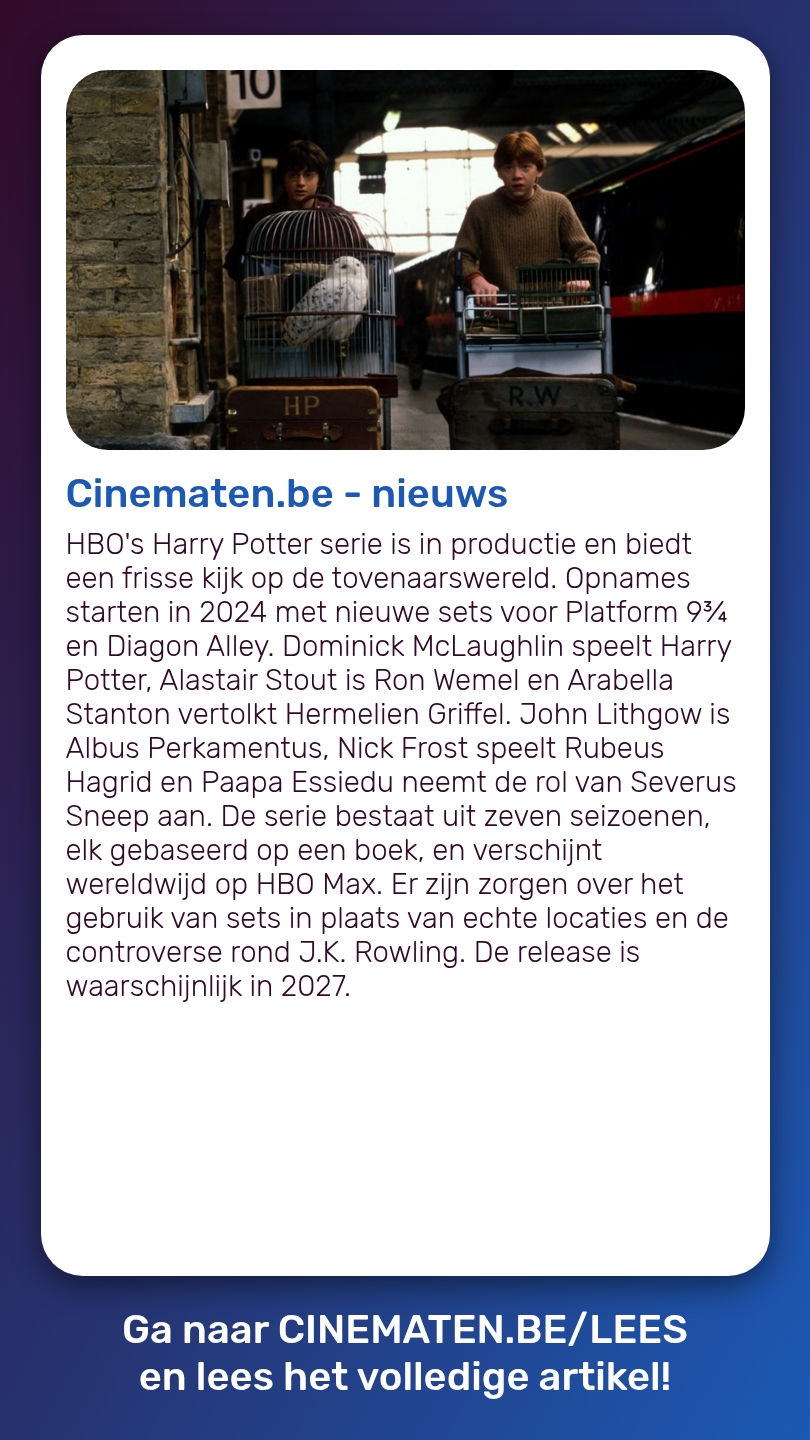 10
HP
R.W
Cinematen.be - nieuws
HBO's Harry Potter serie is in productie en biedt
een frisse kijk op de tovenaarswereld. Opnames
starten in 2024 met nieuwe sets voor Platform 9¾
en Diagon Alley. Dominick McLaughlin speelt Harry
Potter, Alastair Stout is Ron Wemel en Arabella
Stanton vertolkt Hermelien Griffel. John Lithgow is
Albus Perkamentus, Nick Frost speelt Rubeus
Hagrid en Paapa Essiedu neemt de rol van Severus
Sneep aan. De serie bestaat uit zeven seizoenen,
elk gebaseerd op een boek, en verschijnt
wereldwijd op HBO Max. Er zijn zorgen over het
gebruik van sets in plaats van echte locaties en de
controverse rond J.K. Rowling. De release is
waarschijnlijk in 2027.
Ga naar CINEMATEN.BE/LEES
en lees het volledige artikel!